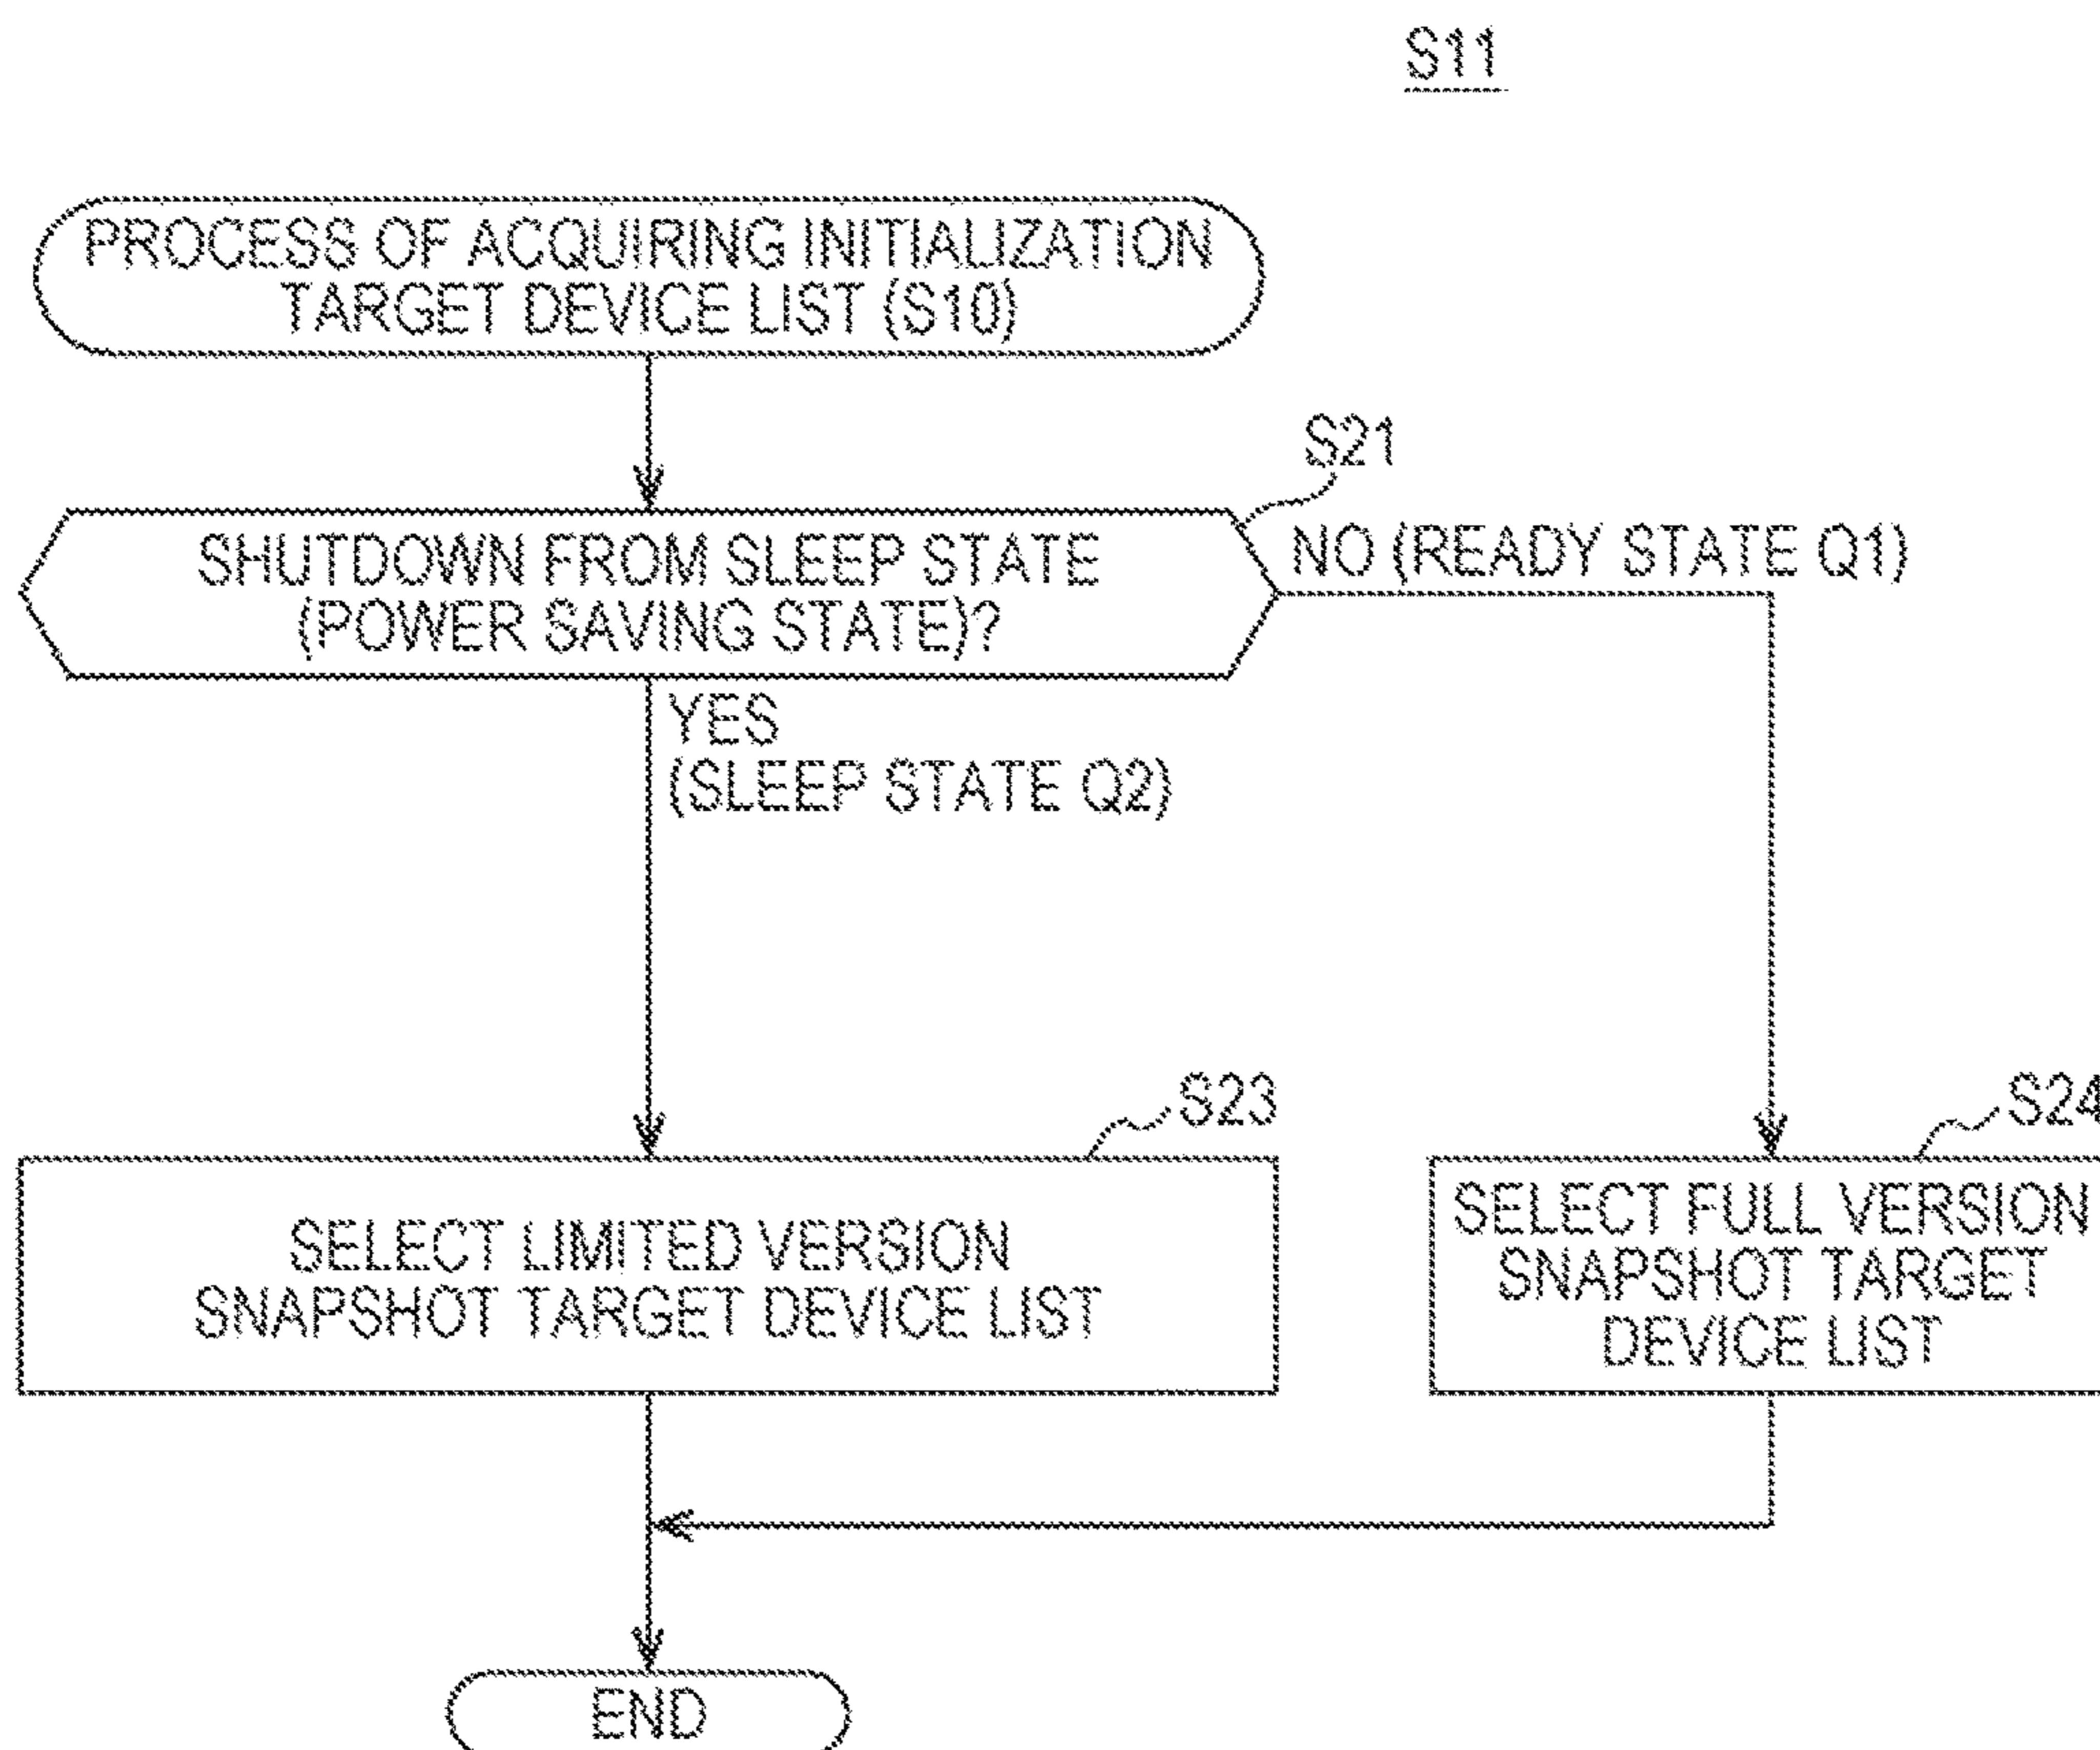 S11
PROCESS OF ACQUIRING INITIALIZATION
TARGET DEVICE LIST (S10)
S21
SHUTDOWN FROM SLEEP STATE
(POWER SAVING STATE)?
NO (READY STATE Q1)
YES
(SLEEP STATE Q2)
S23
SELECT LIMITED VERSION
SNAPSHOT TARGET DEVICE LIST
S24
SELECT FULL VERSION
SNAPSHOT TARGET
DEVICE LIST
END